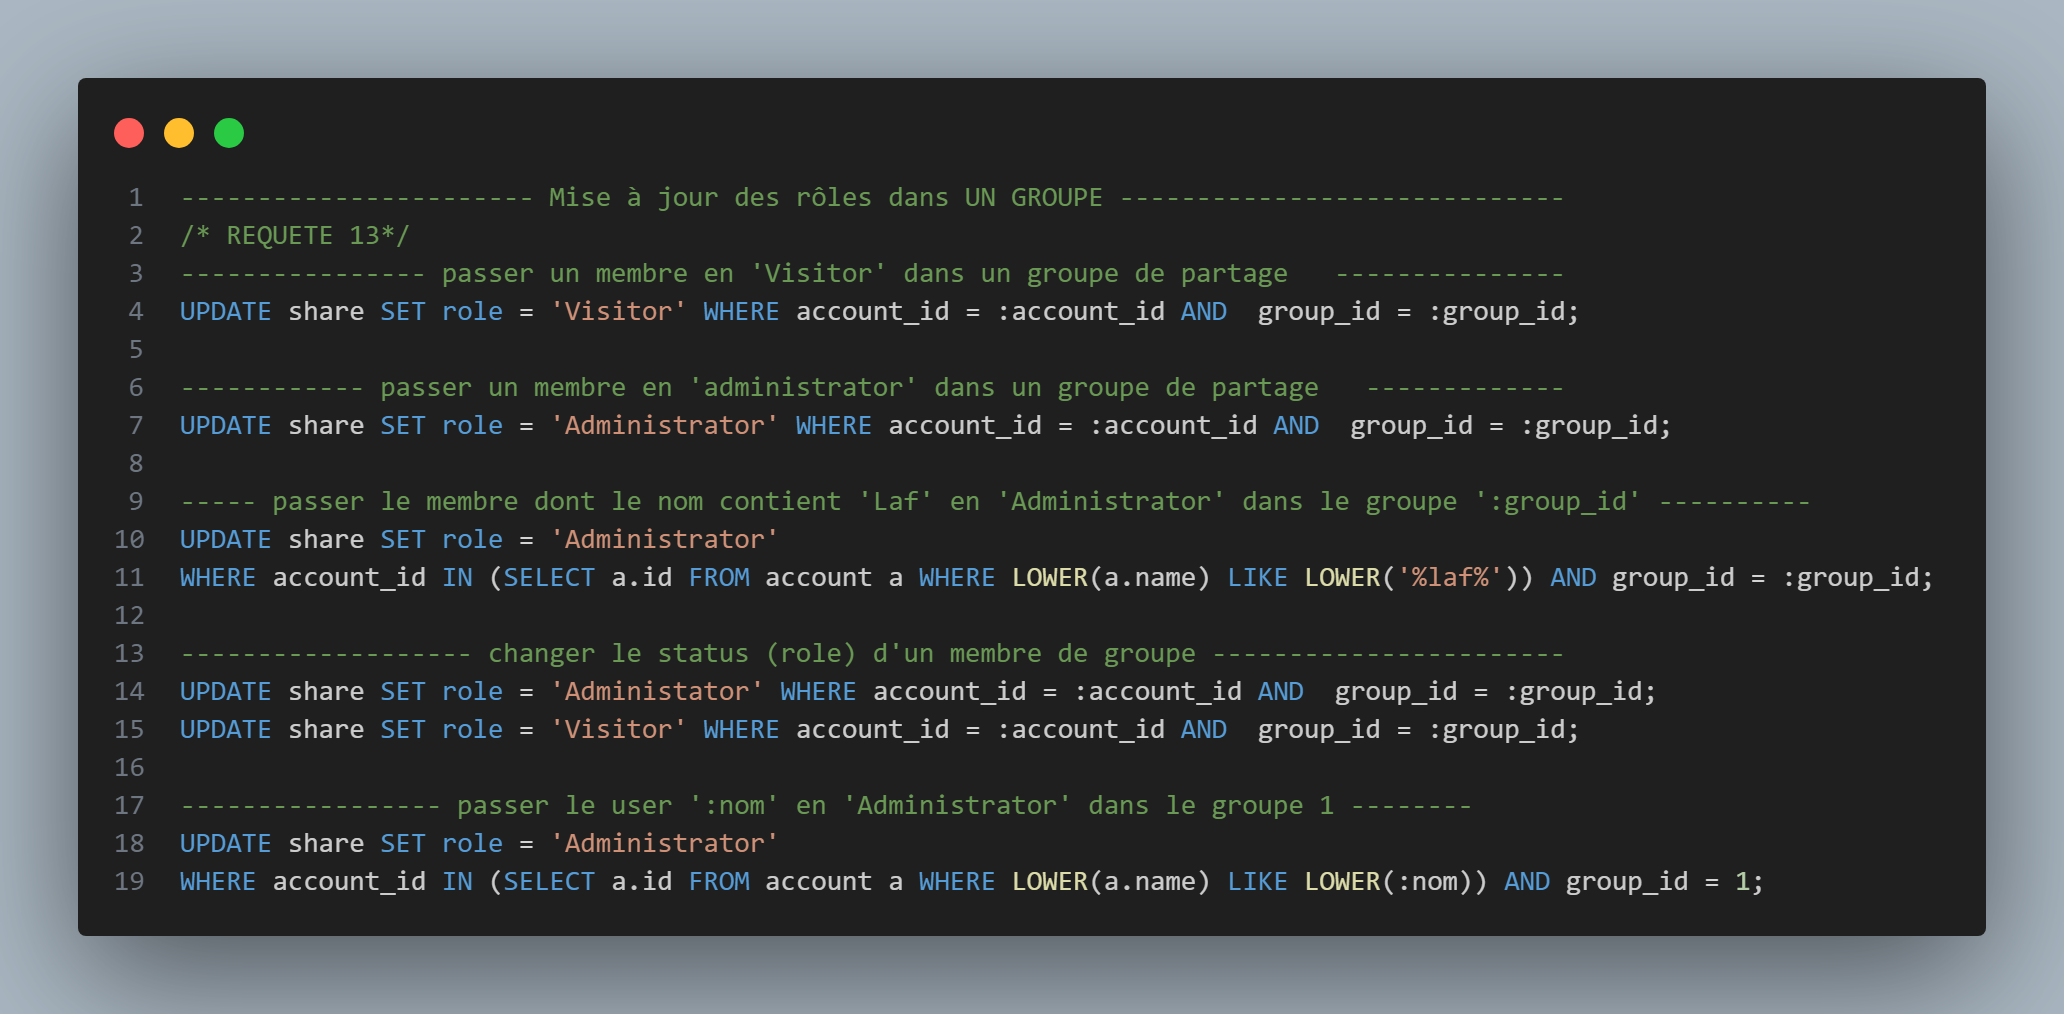 1 ----------------------- Mise à jour des rôles dans UN GROUPE -----------------------------
2 /* REQUETE 13*/
3 ---------------- passer un membre en 'Visitor' dans un groupe de partage   ---------------
4 UPDATE share SET role = 'Visitor' WHERE account_id = :account_id AND  group_id = :group_id;
5
6 ------------ passer un membre en 'administrator' dans un groupe de partage   -------------
7 UPDATE share SET role = 'Administrator' WHERE account_id = :account_id AND  group_id = :group_id;
8
9 ----- passer le membre dont le nom contient 'Laf' en 'Administrator' dans le groupe ':group_id' ----------
10 UPDATE share SET role = 'Administrator'
11 WHERE account_id IN (SELECT a.id FROM account a WHERE LOWER(a.name) LIKE LOWER('%laf%')) AND group_id = :group_id;
12
13 ------------------- changer le status (role) d'un membre de groupe -----------------------
14 UPDATE share SET role = 'Administator' WHERE account_id = :account_id AND  group_id = :group_id;
15 UPDATE share SET role = 'Visitor' WHERE account_id = :account_id AND  group_id = :group_id;
16
17 ----------------- passer le user ':nom' en 'Administrator' dans le groupe 1 --------
18 UPDATE share SET role = 'Administrator'
19 WHERE account_id IN (SELECT a.id FROM account a WHERE LOWER(a.name) LIKE LOWER(:nom)) AND group_id = 1;